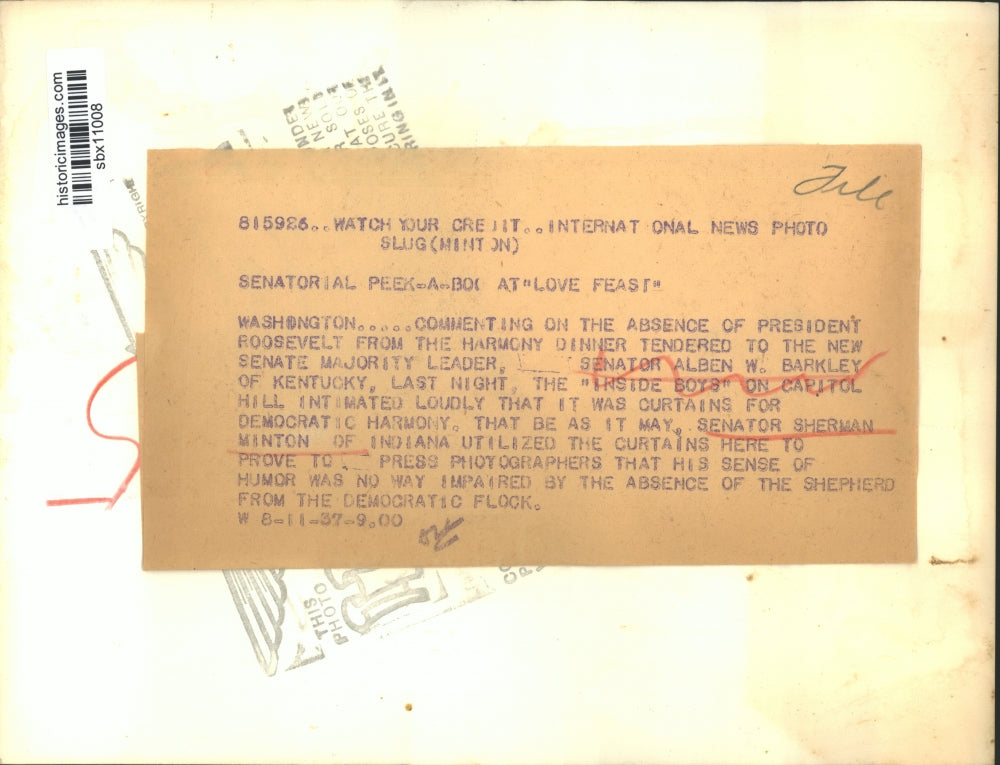 historicimages.com
sbx11008
File
815926..WATCH YOUR CREDIT..INTERNATIONAL NEWS PHOTO
SLUG(MINTON)
SENATORIAL PEEK-A-BOO AT"LOVE FEAST"
WASHINGTON.....COMMENTING ON THE ABSENCE OF PRESIDENT
ROOSEVELT FROM THE HARMONY DINNER TENDERED TO THE NEW
SENATE MAJORITY LEADER, SENATOR ALBEN W. BARKLEY
OF KENTUCKY, LAST NIGHT, THE "INSIDE BOYS" ON CAPITOL
HILL INTIMATED LOUDLY THAT IT WAS CURTAINS FOR
DEMOCRATIC HARMONY. THAT BE AS IT MAY, SENATOR SHERMAN
MINTON OF INDIANA UTILIZED THE CURTAINS HERE TO
PROVE TO PRESS PHOTOGRAPHERS THAT HIS SENSE OF
HUMOR WAS NO WAY IMPAIRED BY THE ABSENCE OF THE SHEPHERD
FROM THE DEMOCRATIC FLOCK.
W 8-11-37-9.00
THIS
PHOTO